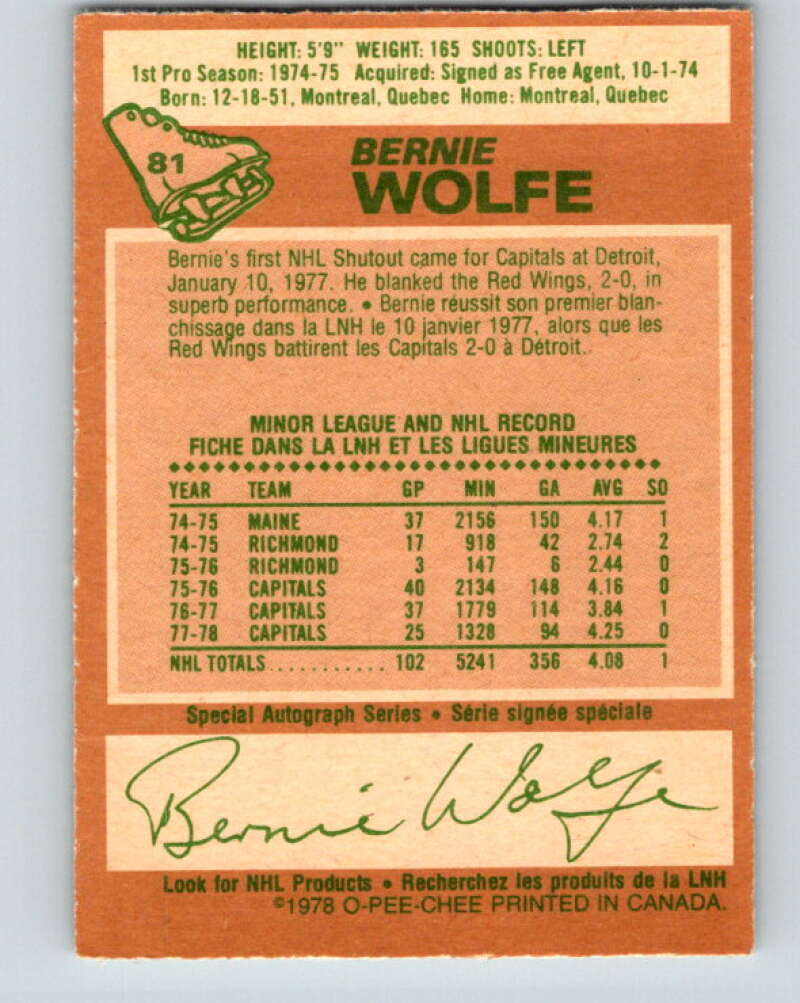 HEIGHT: 5'9" WEIGHT: 165 SHOOTS: LEFT
1st Pro Season: 1974-75 Acquired: Signed as Free Agent, 10-1-74
Born: 12-18-51, Montreal, Quebec Home: Montreal, Quebec
81
BERNIE
WOLFE
Bernie's first NHL Shutout came for Capitals at Detroit,
January 10, 1977. He blanked the Red Wings, 2-0, in
superb performance. • Bernie réussit son premier blan-
chissage dans la LNH le 10 janvier 1977, alors que les
Red Wings battirent les Capitals 2-0 à Détroit.
MINOR LEAGUE AND NHL RECORD
FICHE DANS LA LNH ET LES LIGUES MINEURES
YEAR TEAM GP MIN GA AVG SO
74-75 MAINE 37 2156 150 4.17 1
74-75 RICHMOND 17 918 42 2.74 2
75-76 RICHMOND 3 147 6 2.44 0
75-76 CAPITALS 40 2134 148 4.16 0
76-77 CAPITALS 37 1779 114 3.84 1
77-78 CAPITALS 25 1328 94 4.25 0
NHL TOTALS........... 102 5241 356 4.08 1
Special Autograph Series • Série signée spéciale
Bernie Wolfe
Look for NHL Products • Recherchez les produits de la LNH
©1978 O-PEE-CHEE PRINTED IN CANADA.